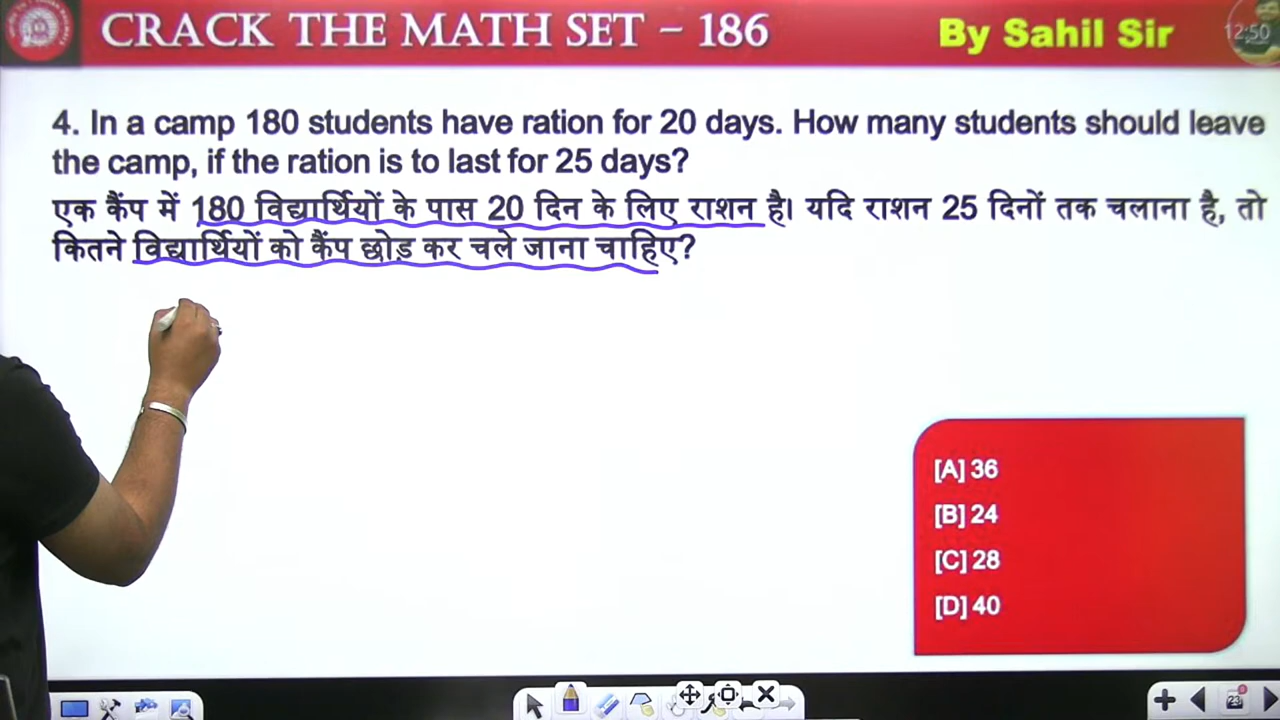 CRACK THE MATH SET – 186
By Sahil Sir
12:50
4. In a camp 180 students have ration for 20 days. How many students should leave
the camp, if the ration is to last for 25 days?
एक कैंप में 180 विद्यार्थियों के पास 20 दिन के लिए राशन है। यदि राशन 25 दिनों तक चलाना है, तो
कितने विद्यार्थियों को कैंप छोड़ कर चले जाना चाहिए?
[A] 36
[B] 24
[C] 28
[D] 40
23